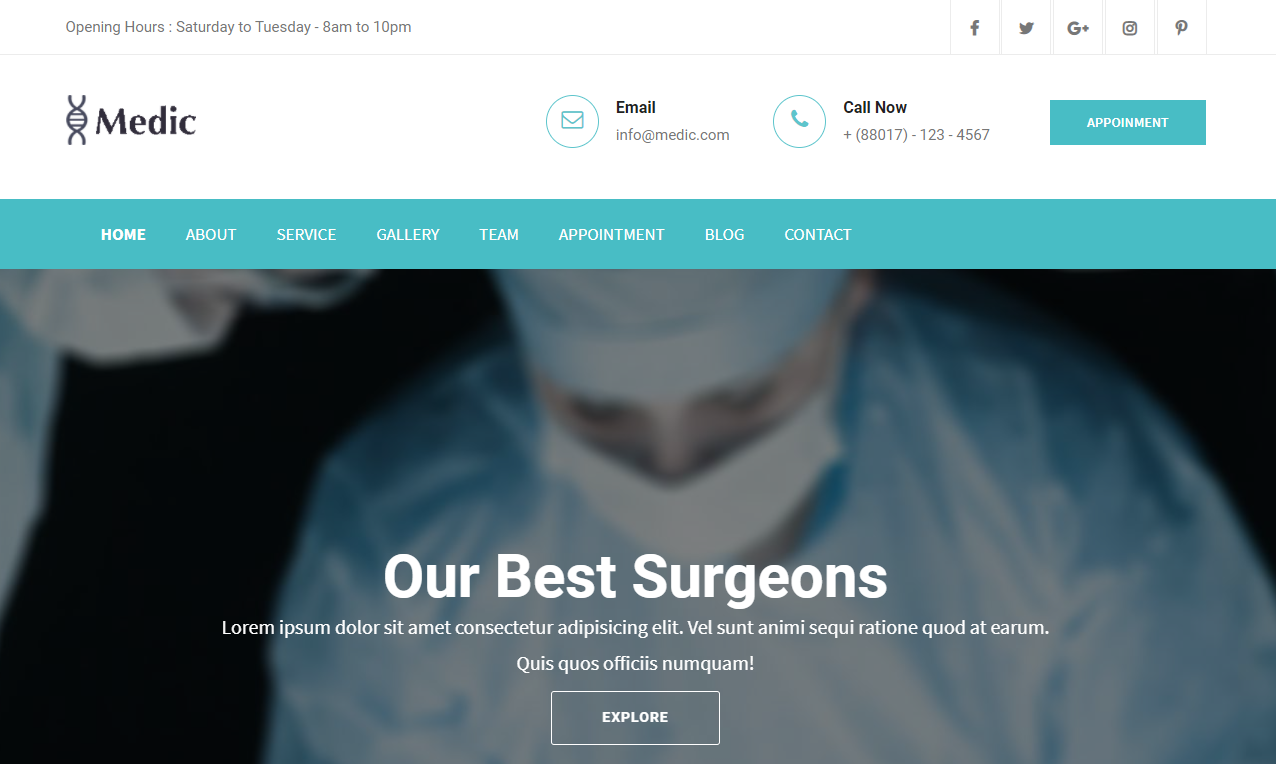 Opening Hours : Saturday to Tuesday - 8am to 10pm
Medic
Email
info@medic.com
Call Now
+ (88017) - 123 - 4567
APPOINMENT
HOME ABOUT SERVICE GALLERY TEAM APPOINTMENT BLOG CONTACT
Our Best Surgeons
Lorem ipsum dolor sit amet consectetur adipisicing elit. Vel sunt animi sequi ratione quod at earum.
Quis quos officiis numquam!
EXPLORE